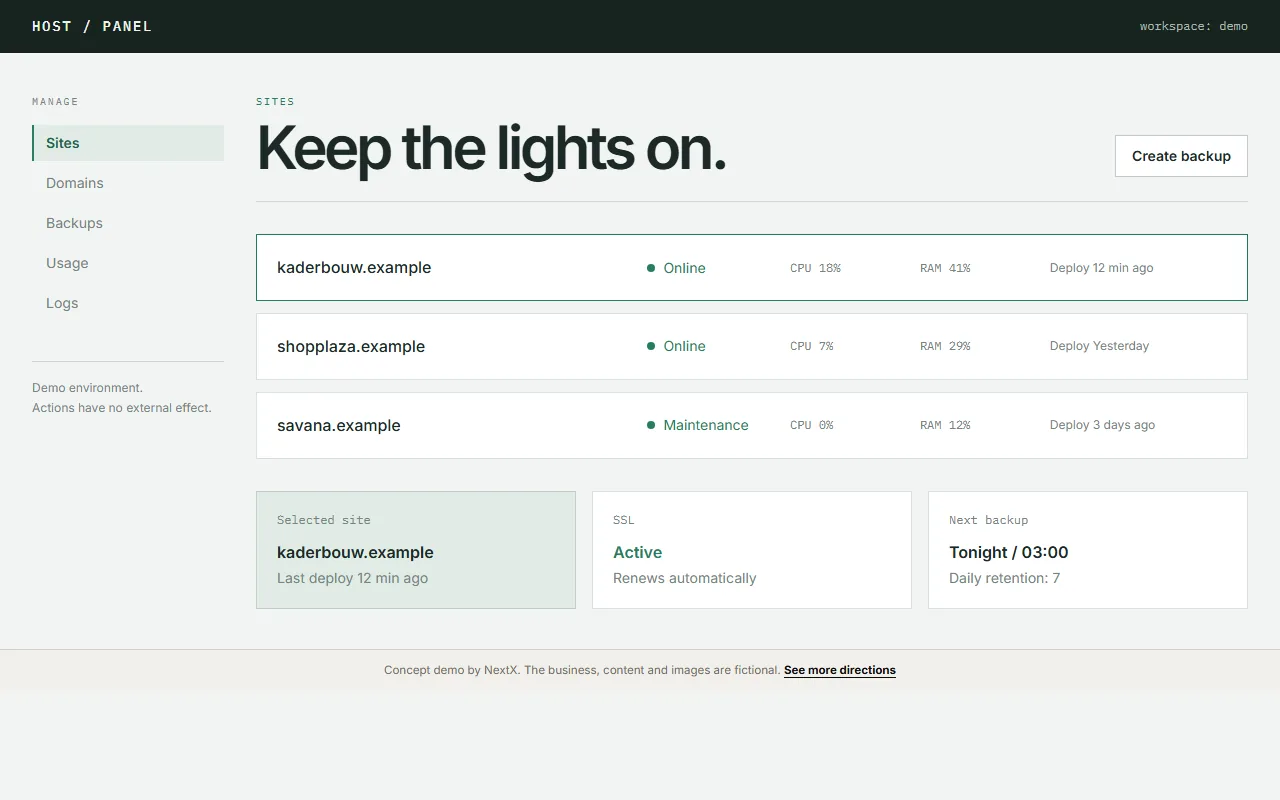 HOST / PANEL
workspace: demo
MANAGE
Sites
Domains
Backups
Usage
Logs
Demo environment.
Actions have no external effect.
SITES
Keep the lights on.
Create backup
kaderbouw.example Online CPU 18% RAM 41% Deploy 12 min ago
shopplaza.example Online CPU 7% RAM 29% Deploy Yesterday
savana.example Maintenance CPU 0% RAM 12% Deploy 3 days ago
Selected site
kaderbouw.example
Last deploy 12 min ago
SSL
Active
Renews automatically
Next backup
Tonight / 03:00
Daily retention: 7
Concept demo by NextX. The business, content and images are fictional. See more directions